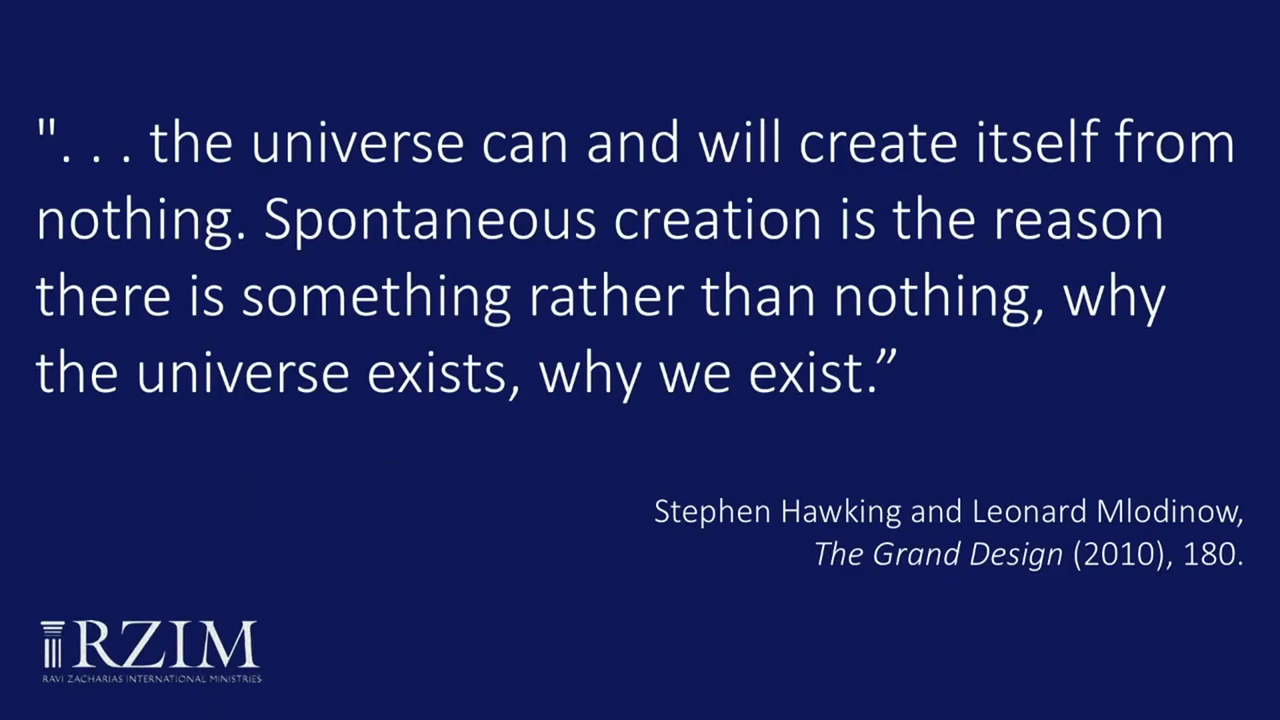 ". . . the universe can and will create itself from
nothing. Spontaneous creation is the reason
there is something rather than nothing, why
the universe exists, why we exist.”
Stephen Hawking and Leonard Mlodinow,
The Grand Design (2010), 180.
RZIM
RAVI ZACHARIAS INTERNATIONAL MINISTRIES